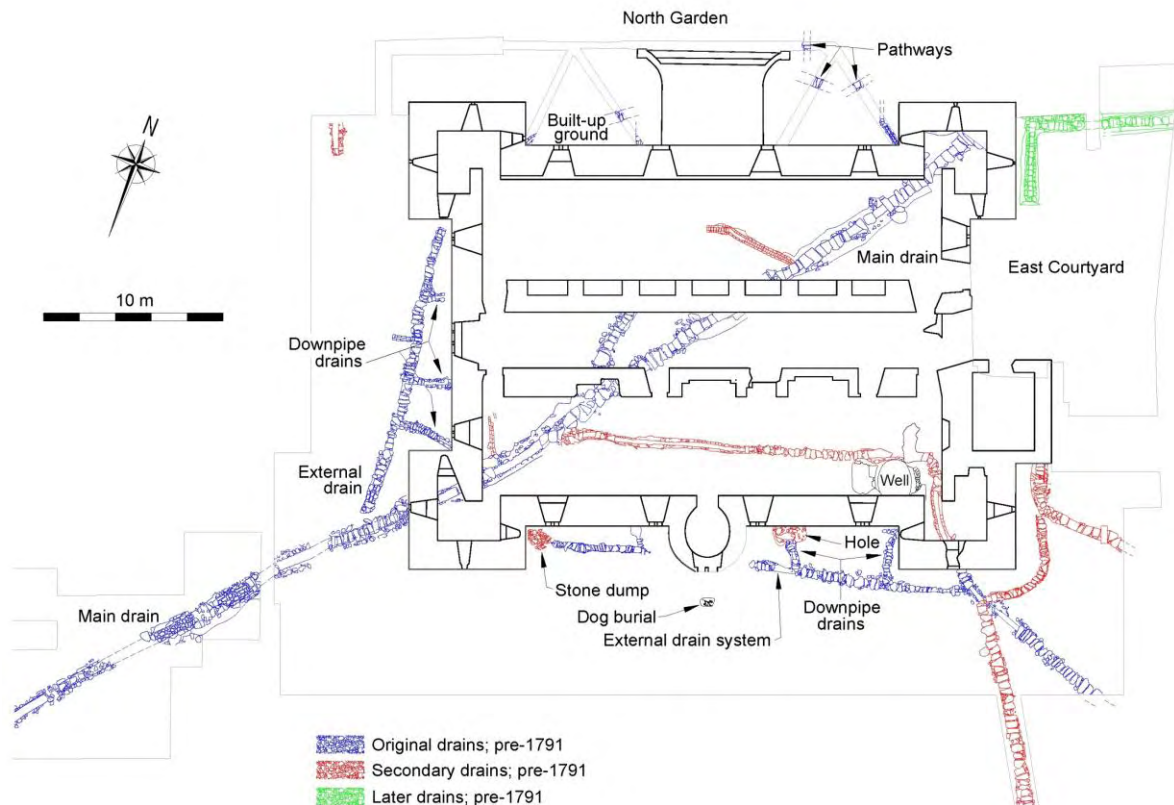 North Garden
Pathways
N
Built-up
ground
Main drain
East Courtyard
10 m
Downpipe
drains
External
drain
Well
Hole
Stone dump
Main drain
Dog burial
Downpipe
drains
External drain system
Original drains; pre-1791
Secondary drains; pre-1791
Later drains; pre-1791